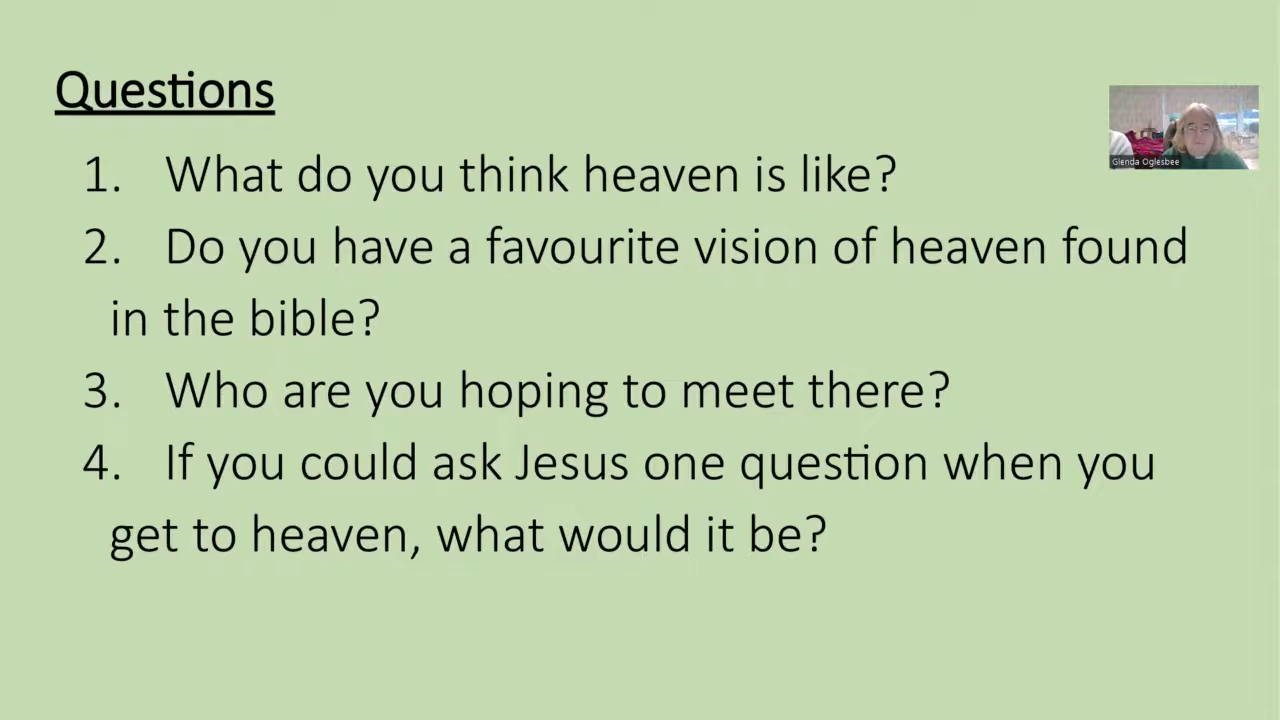 Questions
1. What do you think heaven is like?
2. Do you have a favourite vision of heaven found
in the bible?
3. Who are you hoping to meet there?
4. If you could ask Jesus one question when you
get to heaven, what would it be?
Glenda Oglesbee